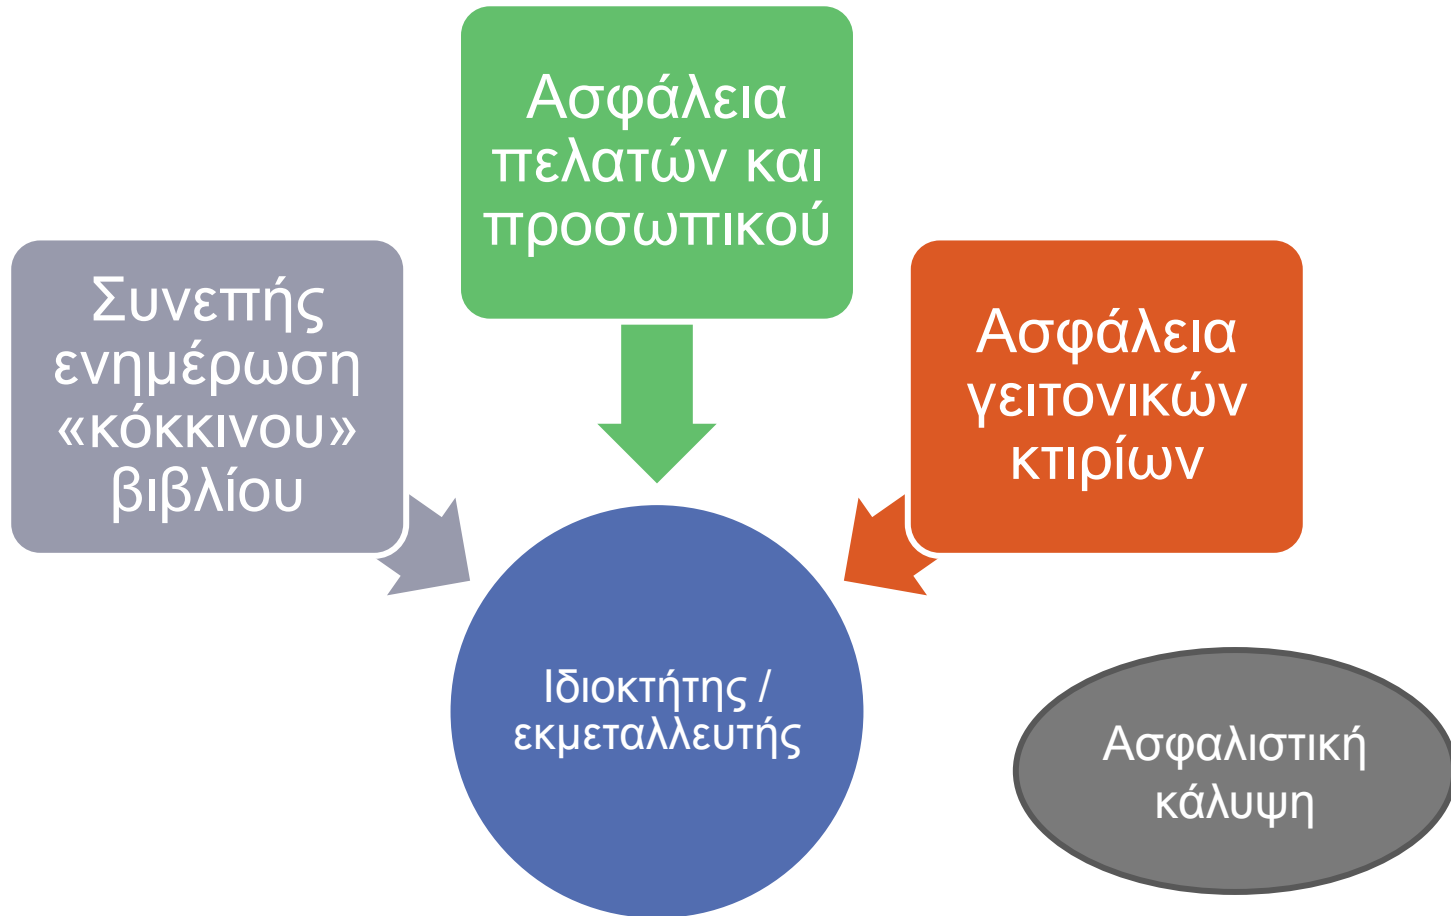 Ασφάλεια
πελατών και
προσωπικού
Συνεπής
ενημέρωση
«κόκκινου»
βιβλίου
Ασφάλεια
γειτονικών
κτιρίων
Ιδιοκτήτης /
εκμεταλλευτής
Ασφαλιστική
κάλυψη